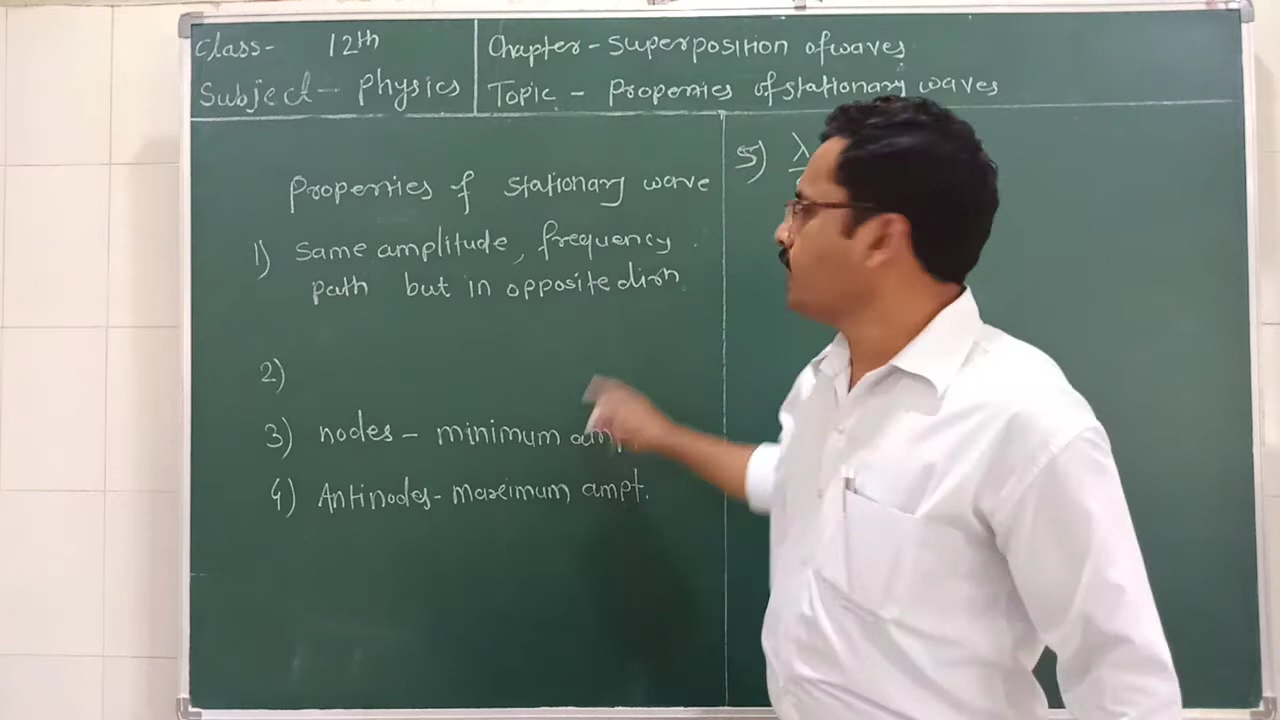 Class- 12th
Subject- Physics
Chapter - Superposition of waves
Topic - Properties of stationary waves
Properties of stationary wave
1) same amplitude, frequency
path but in opposite dirn.
2)
3) nodes - minimum amp
4) Antinodes - maximum ampt.
5) λ